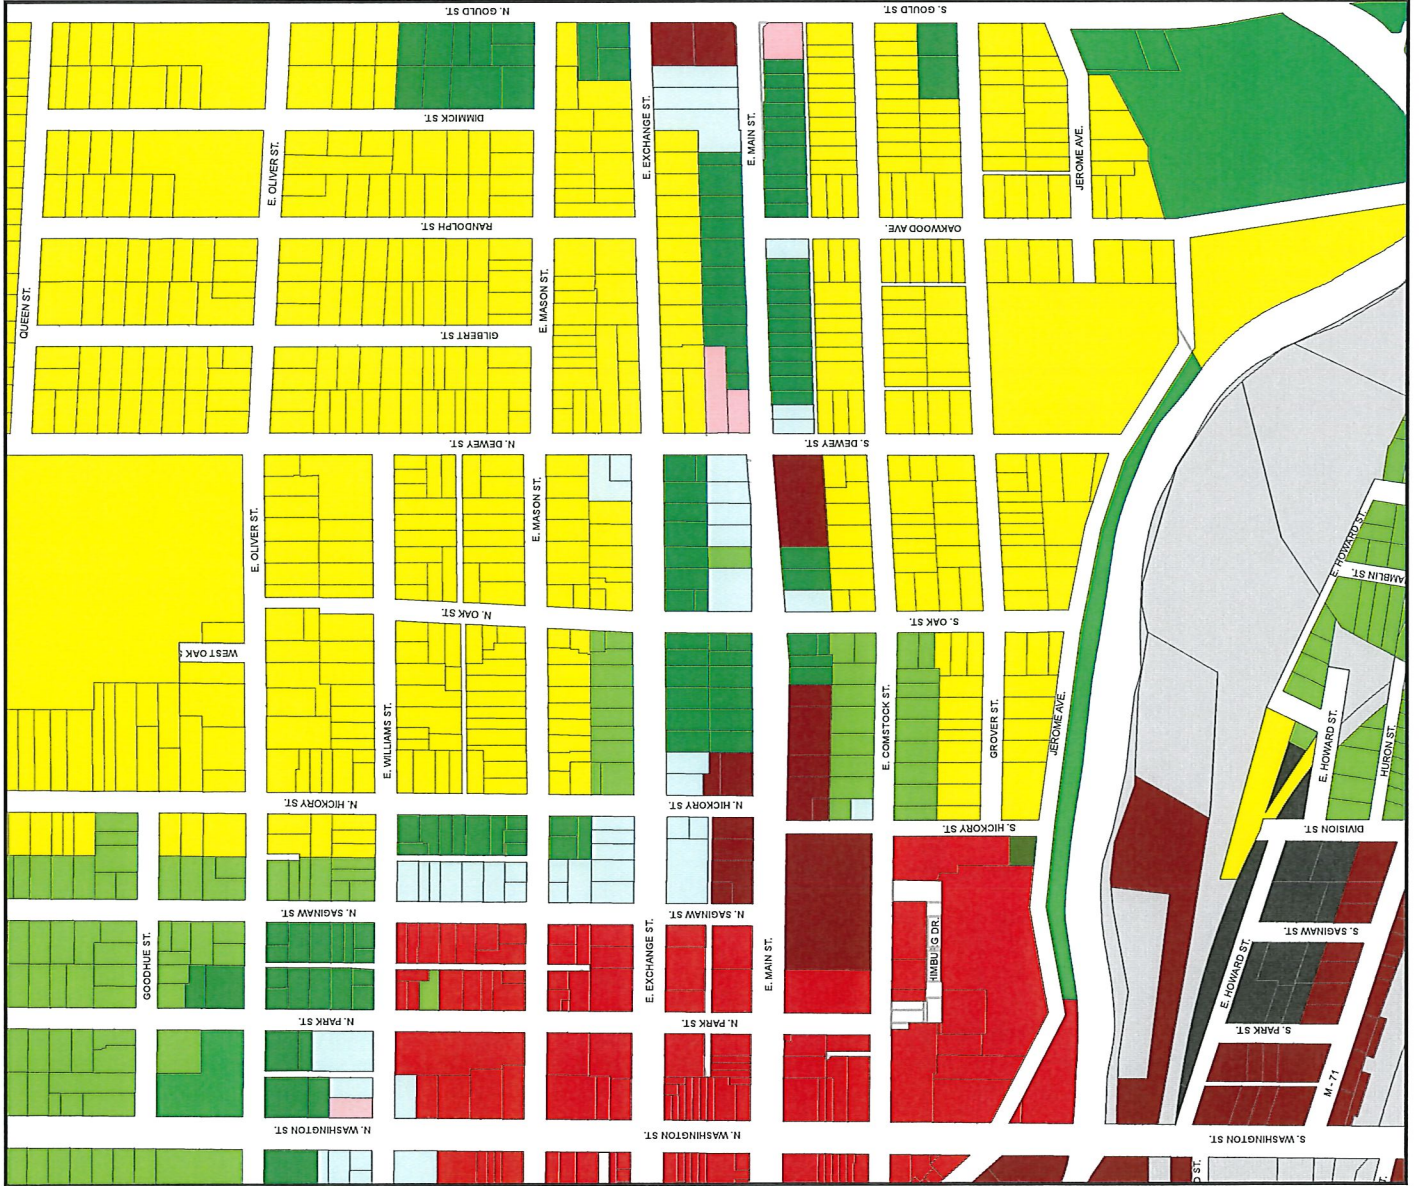 N. GOULD ST.
S. GOULD ST.
DIMMICK ST.
E. OLIVER ST.
E. EXCHANGE ST.
E. MAIN ST.
JEROME AVE.
RANDOLPH ST.
OAKWOOD AVE.
QUEEN ST.
E. MASON ST.
GILBERT ST.
N. DEWEY ST.
S. DEWEY ST.
E. OLIVER ST.
E. MASON ST.
E. HOWARD ST.
AMBLIN ST.
N. OAK ST.
S. OAK ST.
WEST OAK S
E. WILLIAMS ST.
E. COMSTOCK ST.
GROVER ST.
JEROME AVE.
E. HOWARD ST.
HURON ST.
N. HICKORY ST.
N. HICKORY ST.
S. HICKORY ST.
DIVISION ST.
N. SAGINAW ST.
N. SAGINAW ST.
S. SAGINAW ST.
GOODHUE ST.
E. EXCHANGE ST.
E. MAIN ST.
HIMBURG DR.
E. HOWARD ST.
N. PARK ST.
N. PARK ST.
S. PARK ST.
M - 71
N. WASHINGTON ST.
N. WASHINGTON ST.
S. WASHINGTON ST.
D ST.
T.